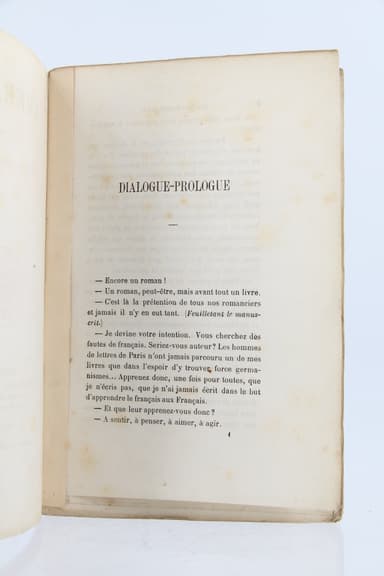 DIALOGUE-PROLOGUE
— Encore un roman !
— Un roman, peut-être, mais avant tout un livre.
— C'est là la prétention de tous nos romanciers
et jamais il n'y en eut tant. (Feuilletant le manus-
crit.)
— Je devine votre intention. Vous cherchez des
fautes de français. Seriez-vous auteur? Les hommes
de lettres de Paris n'ont jamais parcouru un de mes
livres que dans l'espoir d'y trouver force germa-
nismes... Apprenez donc, une fois pour toutes, que
je n'écris pas, que je n'ai jamais écrit dans le but
d'apprendre le français aux Français.
— Et que leur apprenez-vous donc ?
— A sentir, à penser, à aimer, à agir.
1